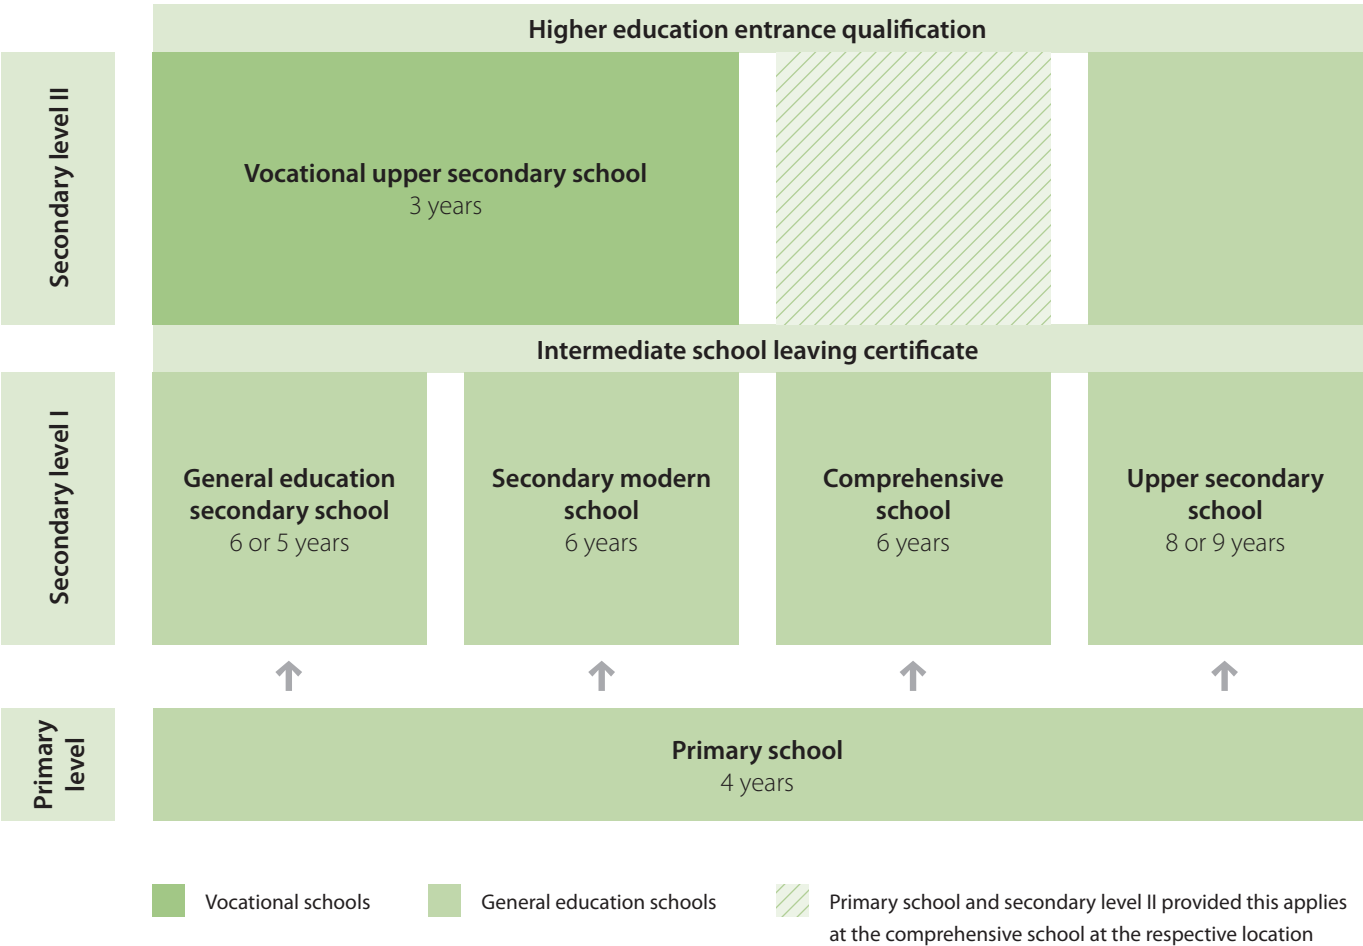 Higher education entrance qualification
Secondary level II
Vocational upper secondary school
3 years
Intermediate school leaving certificate
Secondary level I
General education
secondary school
6 or 5 years
Secondary modern
school
6 years
Comprehensive
school
6 years
Upper secondary
school
8 or 9 years
Primary
level
Primary school
4 years
Vocational schools
General education schools
Primary school and secondary level II provided this applies
at the comprehensive school at the respective location